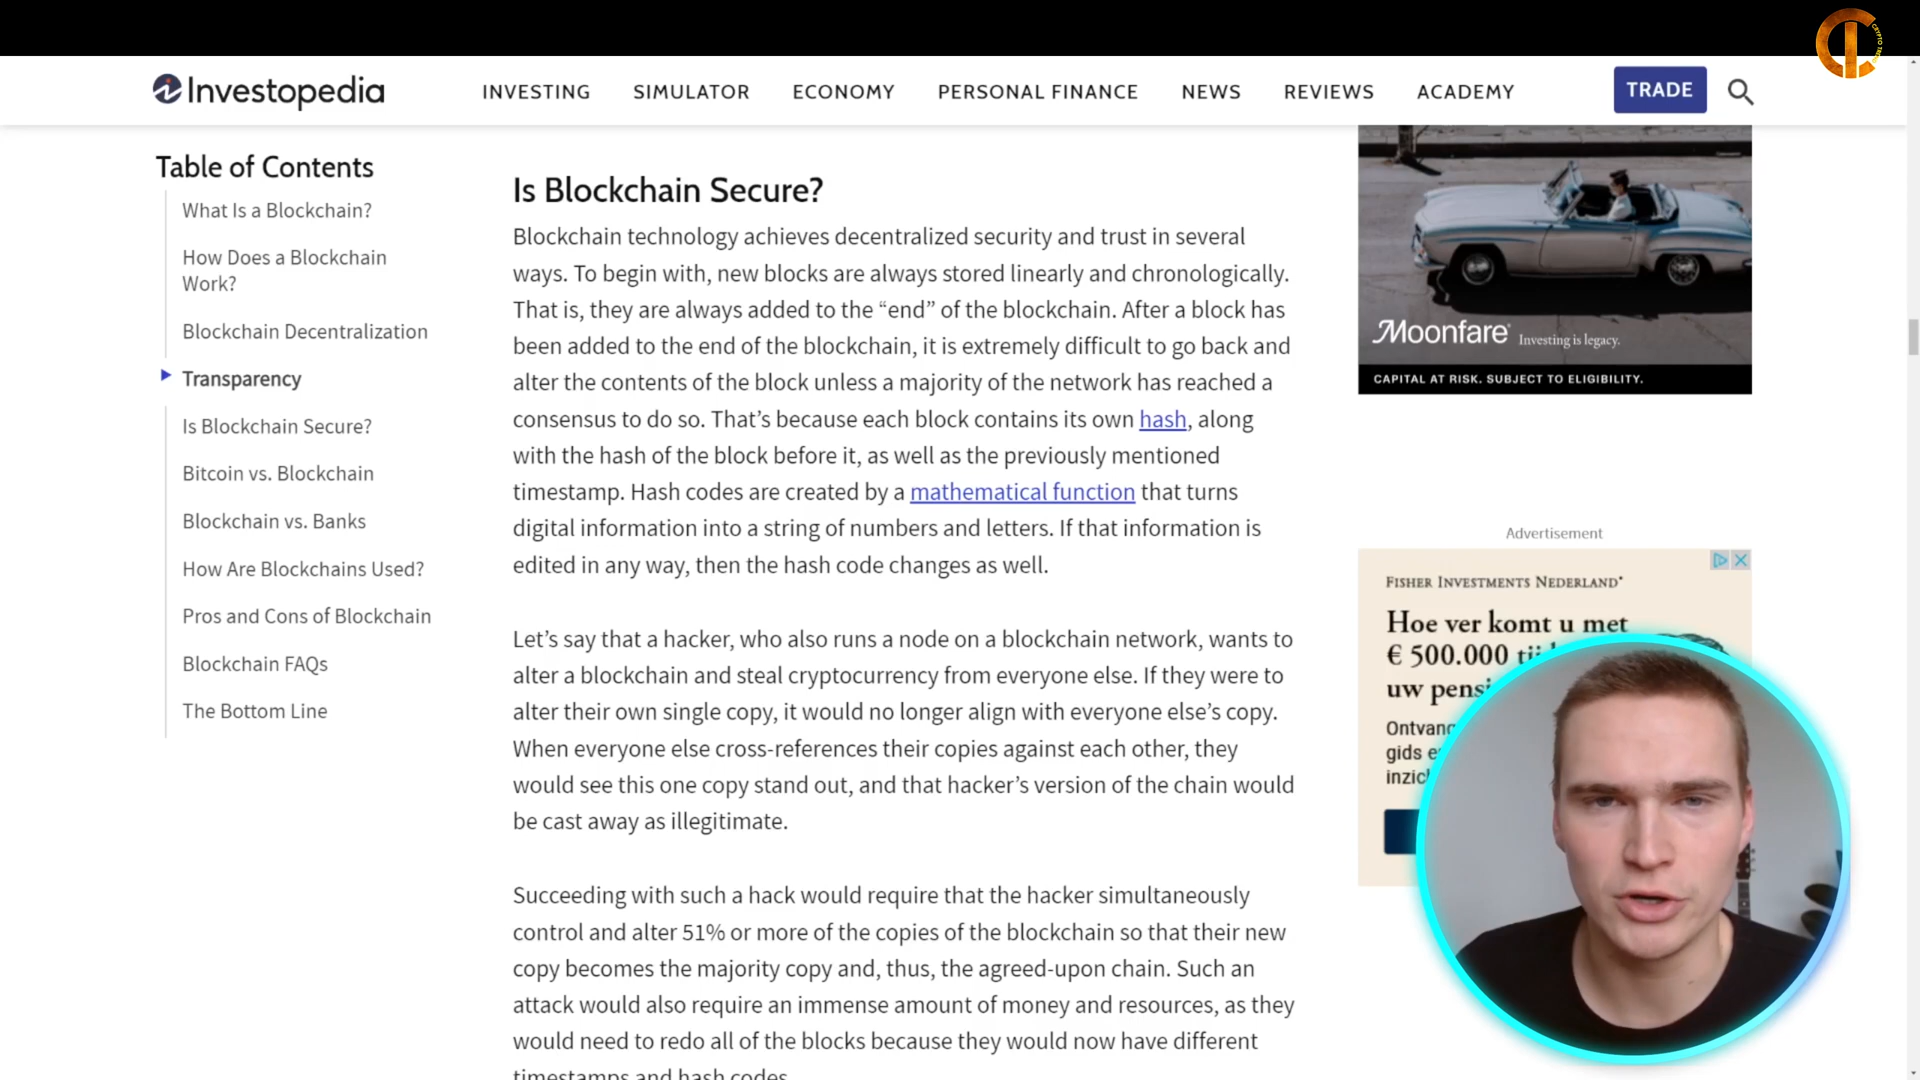 Investopedia
INVESTING SIMULATOR ECONOMY PERSONAL FINANCE NEWS REVIEWS ACADEMY
TRADE
Table of Contents
What Is a Blockchain?
How Does a Blockchain
Work?
Blockchain Decentralization
Transparency
Is Blockchain Secure?
Bitcoin vs. Blockchain
Blockchain vs. Banks
How Are Blockchains Used?
Pros and Cons of Blockchain
Blockchain FAQs
The Bottom Line
Is Blockchain Secure?
Blockchain technology achieves decentralized security and trust in several
ways. To begin with, new blocks are always stored linearly and chronologically.
That is, they are always added to the “end” of the blockchain. After a block has
been added to the end of the blockchain, it is extremely difficult to go back and
alter the contents of the block unless a majority of the network has reached a
consensus to do so. That’s because each block contains its own hash, along
with the hash of the block before it, as well as the previously mentioned
timestamp. Hash codes are created by a mathematical function that turns
digital information into a string of numbers and letters. If that information is
edited in any way, then the hash code changes as well.
Let’s say that a hacker, who also runs a node on a blockchain network, wants to
alter a blockchain and steal cryptocurrency from everyone else. If they were to
alter their own single copy, it would no longer align with everyone else’s copy.
When everyone else cross-references their copies against each other, they
would see this one copy stand out, and that hacker’s version of the chain would
be cast away as illegitimate.
Succeeding with such a hack would require that the hacker simultaneously
control and alter 51% or more of the copies of the blockchain so that their new
copy becomes the majority copy and, thus, the agreed-upon chain. Such an
attack would also require an immense amount of money and resources, as they
would need to redo all of the blocks because they would now have different
timestamps and hash codes.
Moonfare Investing is legacy.
CAPITAL AT RISK. SUBJECT TO ELIGIBILITY.
Advertisement
FISHER INVESTMENTS NEDERLAND
Hoe ver komt u met
€ 500.000
uw